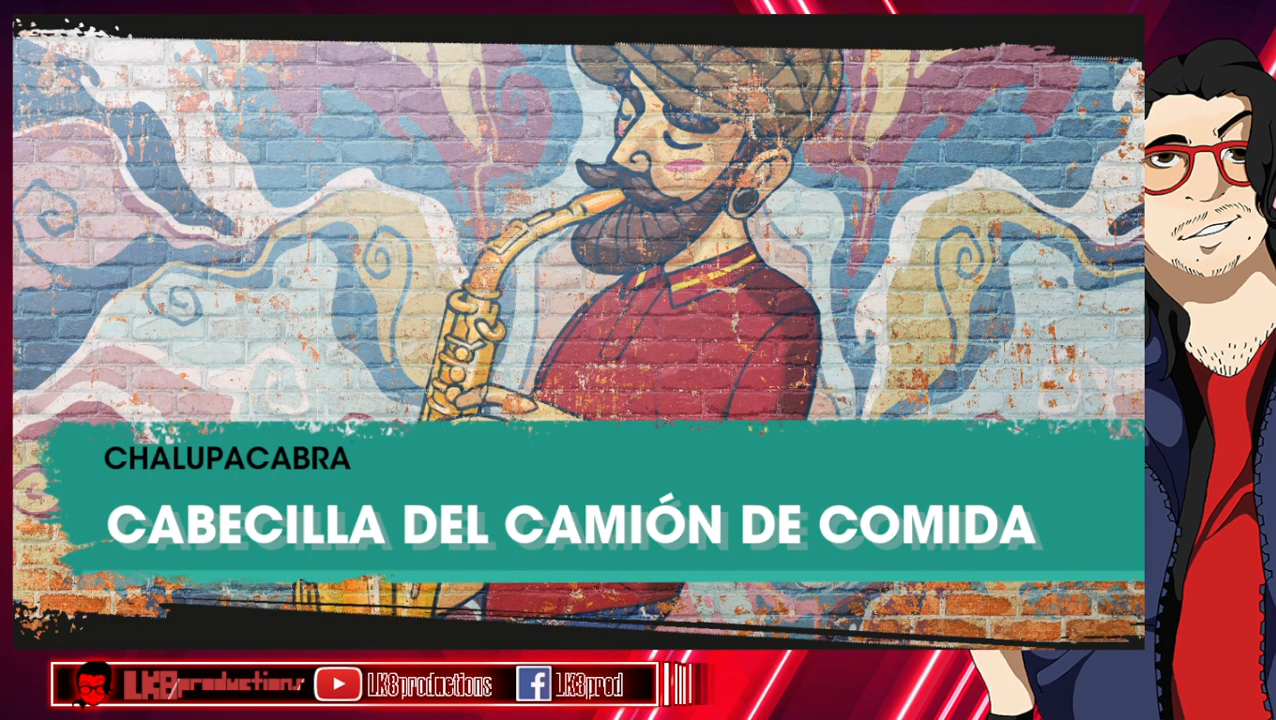 CHALUPACABRA
CABECILLA DEL CAMIÓN DE COMIDA
LK8productions LK8productions LK8prod